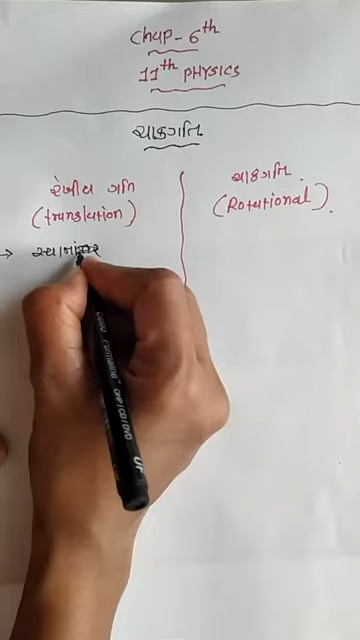 Chap - 6th
11th PHYSICS
ચાકગતિ
રેખીય ગતિ
(translation)
ચાકગતિ.
(Rotational).
→ સ્થાનાંતર